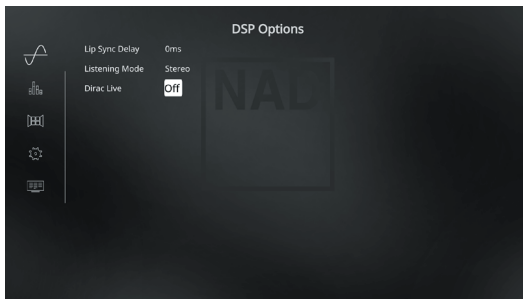 DSP Options
Lip Sync Delay 0ms
Listening Mode Stereo
Dirac Live Off
NAD